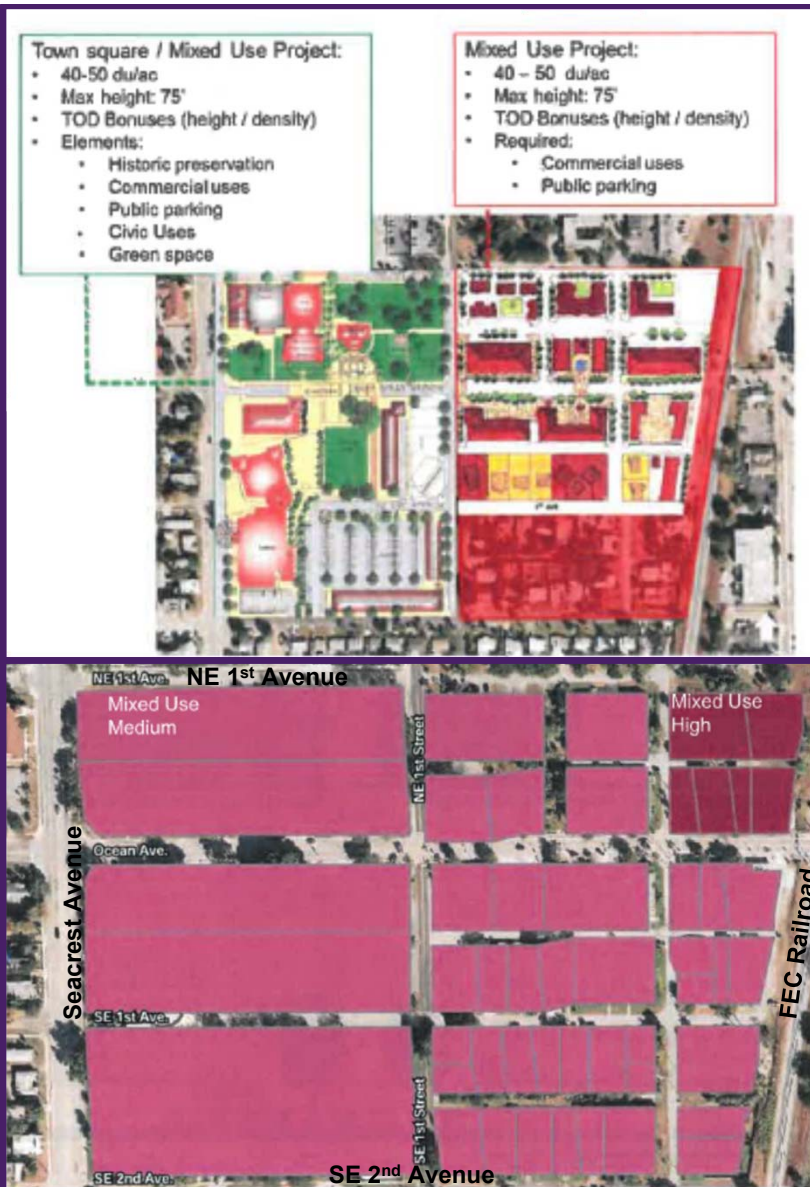 Town square / Mixed Use Project:
• 40-50 du/ac
• Max height: 75'
• TOD Bonuses (height / density)
• Elements:
• Historic preservation
• Commercial uses
• Public parking
• Civic Uses
• Green space
Mixed Use Project:
• 40 – 50 du/ac
• Max height: 75'
• TOD Bonuses (height / density)
• Required:
• Commercial uses
• Public parking
NE 1st Ave.
NE 1st Avenue
Mixed Use
Medium
Mixed Use
High
NE 1st Street
Ocean Ave.
Seacrest Avenue
FEC Railroad
SE 1st Ave.
SE 1st Street
SE 2nd Ave.
SE 2nd Avenue